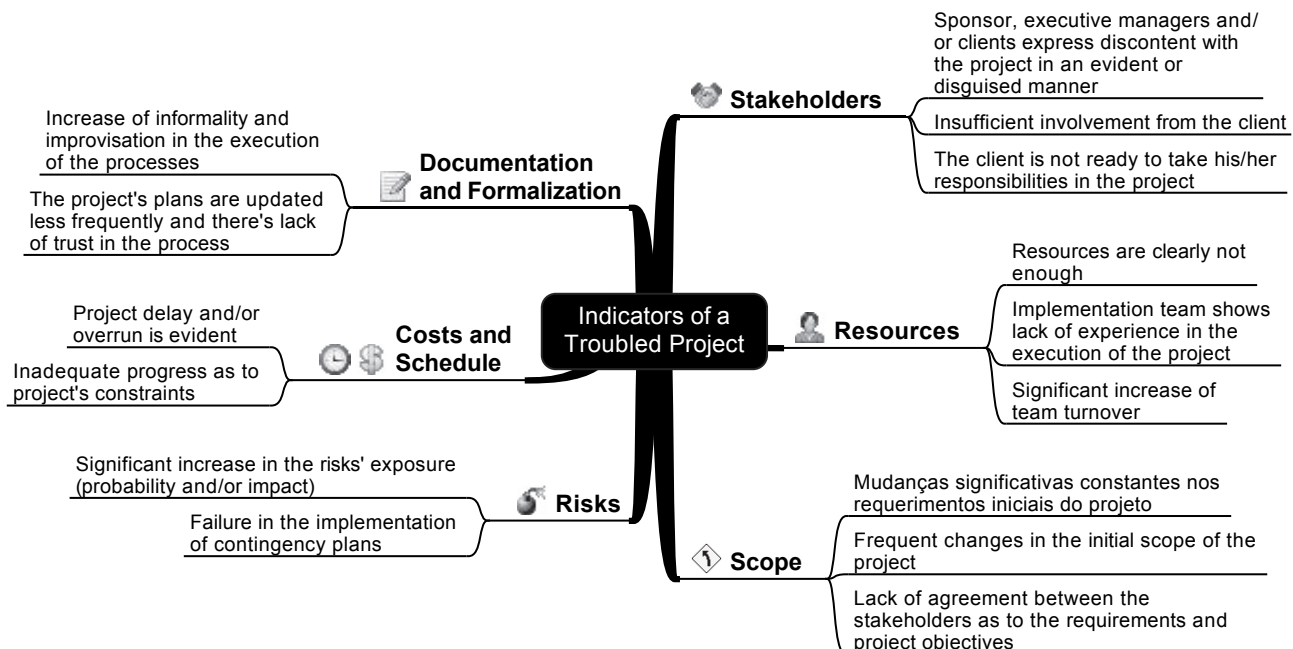 Indicators of a
Troubled Project
Stakeholders
Sponsor, executive managers and/
or clients express discontent with
the project in an evident or
disguised manner
Insufficient involvement from the client
The client is not ready to take his/her
responsibilities in the project
Resources
Resources are clearly not
enough
Implementation team shows
lack of experience in the
execution of the project
Significant increase of
team turnover
Scope
Mudanças significativas constantes nos
requerimentos iniciais do projeto
Frequent changes in the initial scope of the
project
Lack of agreement between the
stakeholders as to the requirements and
project objectives
Documentation
and Formalization
Increase of informality and
improvisation in the execution
of the processes
The project's plans are updated
less frequently and there's lack
of trust in the process
Costs and
Schedule
Project delay and/or
overrun is evident
Inadequate progress as to
project's constraints
Risks
Significant increase in the risks' exposure
(probability and/or impact)
Failure in the implementation
of contingency plans